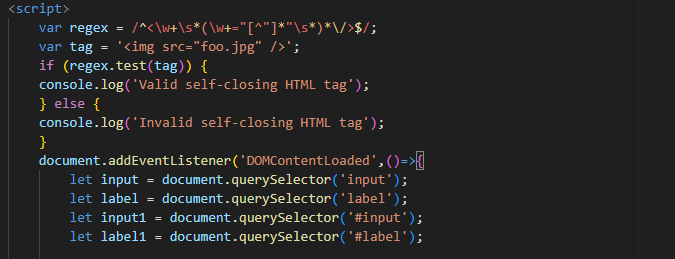 <script>
var regex = /^<\w+\s*(\w+="[^"]*"\s*)*\/>$/;
var tag = '<img src="foo.jpg" />';
if (regex.test(tag)) {
console.log('Valid self-closing HTML tag');
} else {
console.log('Invalid self-closing HTML tag');
}
document.addEventListener('DOMContentLoaded',()=>{
let input = document.querySelector('input');
let label = document.querySelector('label');
let input1 = document.querySelector('#input');
let label1 = document.querySelector('#label');